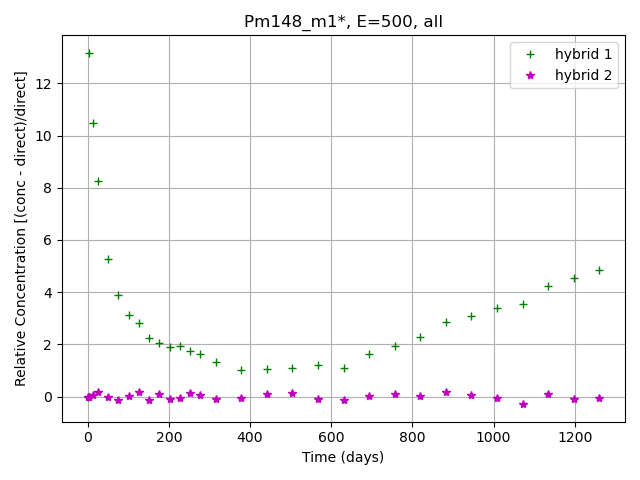 Pm148_m1*, E=500, all
hybrid 1
hybrid 2
Relative Concentration [(conc - direct)/direct]
12
10
8
6
4
2
0
0 200 400 600 800 1000 1200
Time (days)